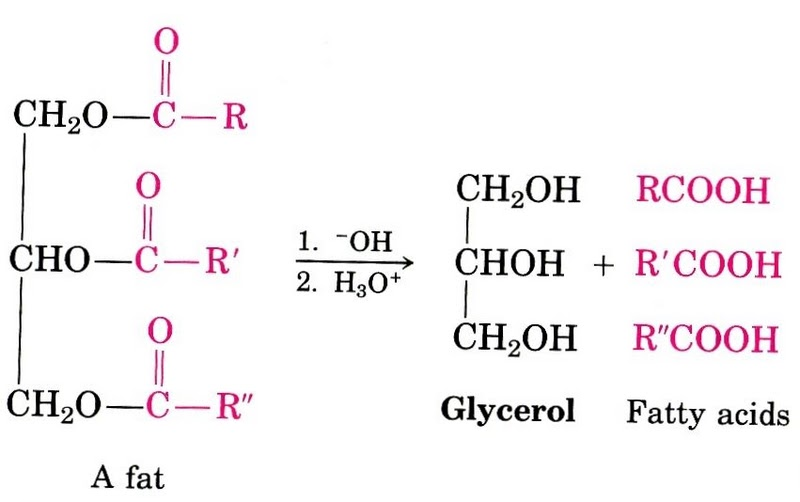 O
CH₂O—C—R
O
CHO—C—R′
O
CH₂O—C—R″
A fat
1. ⁻OH
2. H₃O⁺
CH₂OH RCOOH
CHOH + R′COOH
CH₂OH R″COOH
Glycerol Fatty acids